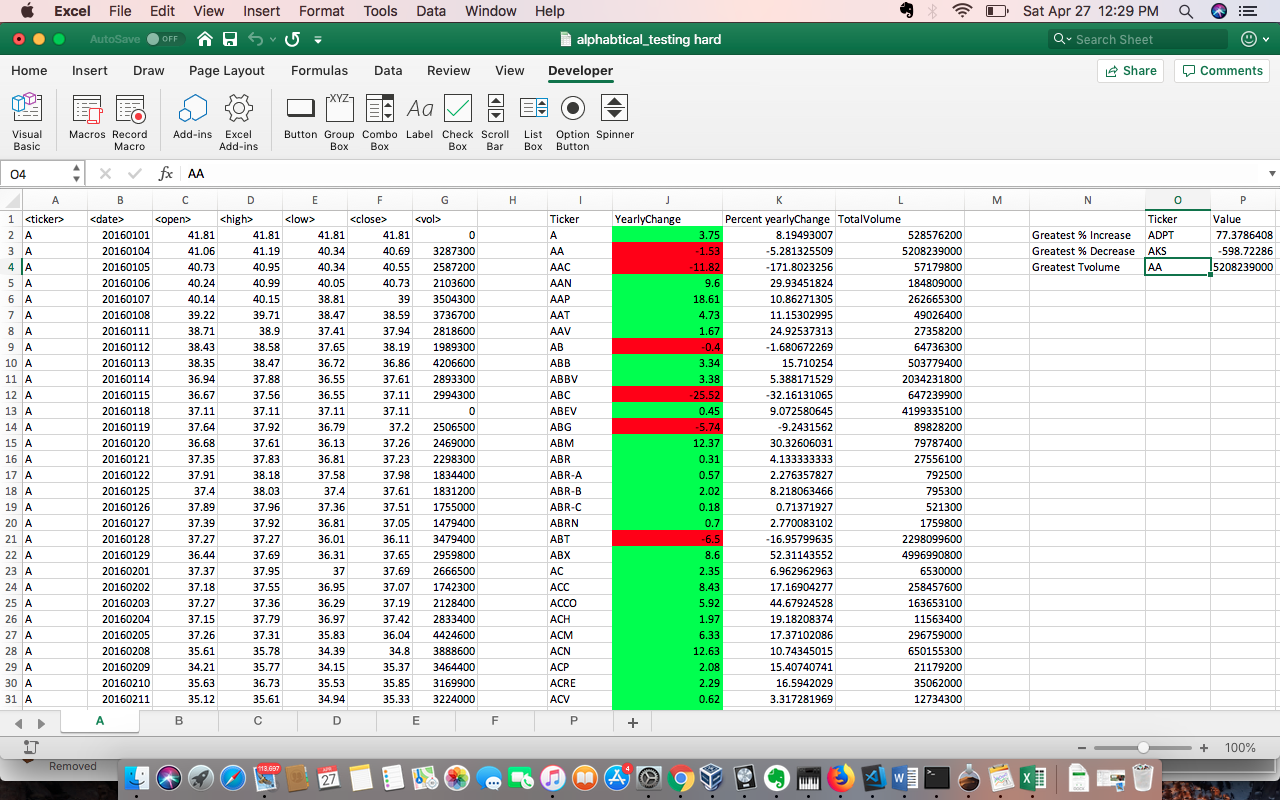 Excel File Edit View Insert Format Tools Data Window Help Sat Apr 27 12:29 PM
AutoSave OFF alphabtical_testing hard Search Sheet
Home Insert Draw Page Layout Formulas Data Review View Developer Share Comments
Visual Basic Macros Record Macro Add-ins Excel Add-ins Button XYZ Group Box Combo Box Aa Label Check Box Scroll Bar List Box Option Button Spinner
O4 fx AA
A B C D E F G H I J K L M N O P
1 <ticker> <date> <open> <high> <low> <close> <vol> Ticker YearlyChange Percent yearlyChange TotalVolume Ticker Value
2 A 20160101 41.81 41.81 41.81 41.81 0 A 3.75 8.19493007 528576200 Greatest % Increase ADPT 77.3786408
3 A 20160104 41.06 41.19 40.34 40.69 3287300 AA -1.53 -5.281325509 5208239000 Greatest % Decrease AKS -598.72286
4 A 20160105 40.73 40.95 40.34 40.55 2587200 AAC -11.82 -171.8023256 57179800 Greatest Tvolume AA 5208239000
5 A 20160106 40.24 40.99 40.05 40.73 2103600 AAN 9.6 29.93451824 184809000
6 A 20160107 40.14 40.15 38.81 39 3504300 AAP 18.61 10.86271305 262665300
7 A 20160108 39.22 39.71 38.47 38.59 3736700 AAT 4.73 11.15302995 49026400
8 A 20160111 38.71 38.9 37.41 37.94 2818600 AAV 1.67 24.92537313 27358200
9 A 20160112 38.43 38.58 37.65 38.19 1989300 AB -0.4 -1.680672269 64736300
10 A 20160113 38.35 38.47 36.72 36.86 4206600 ABB 3.34 15.710254 503779400
11 A 20160114 36.94 37.88 36.55 37.61 2893300 ABBV 3.38 5.388171529 2034231800
12 A 20160115 36.67 37.56 36.55 37.11 2994300 ABC -25.52 -32.16131065 647239900
13 A 20160118 37.11 37.11 37.11 37.11 0 ABEV 0.45 9.072580645 4199335100
14 A 20160119 37.64 37.92 36.79 37.2 2506500 ABG -5.74 -9.2431562 89828200
15 A 20160120 36.68 37.61 36.13 37.26 2469000 ABM 12.37 30.32606031 79787400
16 A 20160121 37.35 37.83 36.81 37.23 2298300 ABR 0.31 4.133333333 27556100
17 A 20160122 37.91 38.18 37.58 37.98 1834400 ABR-A 0.57 2.276357827 792500
18 A 20160125 37.4 38.03 37.4 37.61 1831200 ABR-B 2.02 8.218063466 795300
19 A 20160126 37.89 37.96 37.36 37.51 1755000 ABR-C 0.18 0.71371927 521300
20 A 20160127 37.39 37.92 36.81 37.05 1479400 ABRN 0.7 2.770083102 1759800
21 A 20160128 37.27 37.27 36.01 36.11 3479400 ABT -6.5 -16.95799635 2298099600
22 A 20160129 36.44 37.69 36.31 37.65 2959800 ABX 8.6 52.31143552 4996990800
23 A 20160201 37.37 37.95 37 37.69 2666500 AC 2.35 6.962962963 6530000
24 A 20160202 37.18 37.55 36.95 37.07 1742300 ACC 8.43 17.16904277 258457600
25 A 20160203 37.27 37.36 36.29 37.19 2128400 ACCO 5.92 44.67924528 163653100
26 A 20160204 37.15 37.79 36.97 37.42 2833400 ACH 1.97 19.18208374 11563400
27 A 20160205 37.26 37.31 35.83 36.04 4424600 ACM 6.33 17.37102086 296759000
28 A 20160208 35.61 35.78 34.39 34.8 3888600 ACN 12.63 10.74345015 650155300
29 A 20160209 34.21 35.77 34.15 35.37 3464400 ACP 2.08 15.40740741 21179200
30 A 20160210 35.63 36.73 35.53 35.85 3169900 ACRE 2.29 16.5942029 35062000
31 A 20160211 35.12 35.61 34.94 35.33 3224000 ACV 0.62 3.317281969 12734300
A B C D E F P +
100%
Removed